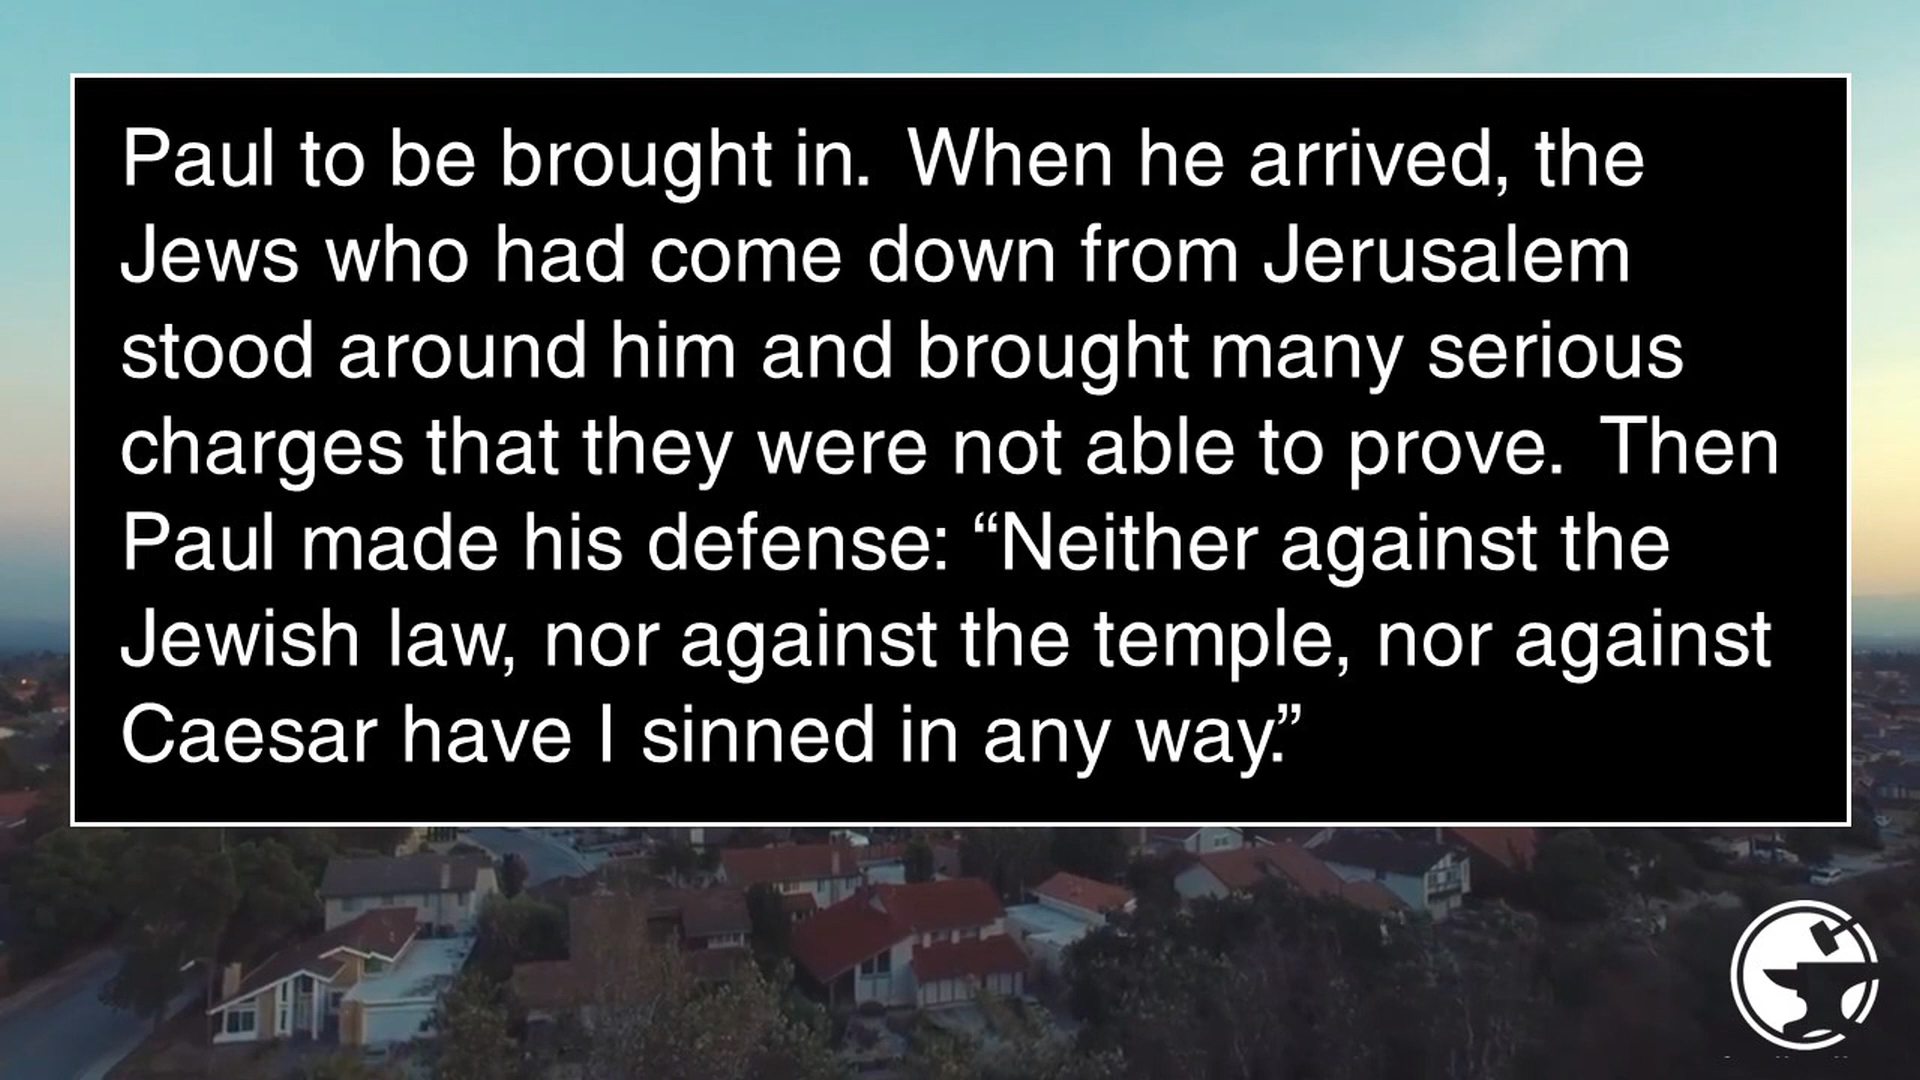 Paul to be brought in. When he arrived, the
Jews who had come down from Jerusalem
stood around him and brought many serious
charges that they were not able to prove. Then
Paul made his defense: “Neither against the
Jewish law, nor against the temple, nor against
Caesar have I sinned in any way.”